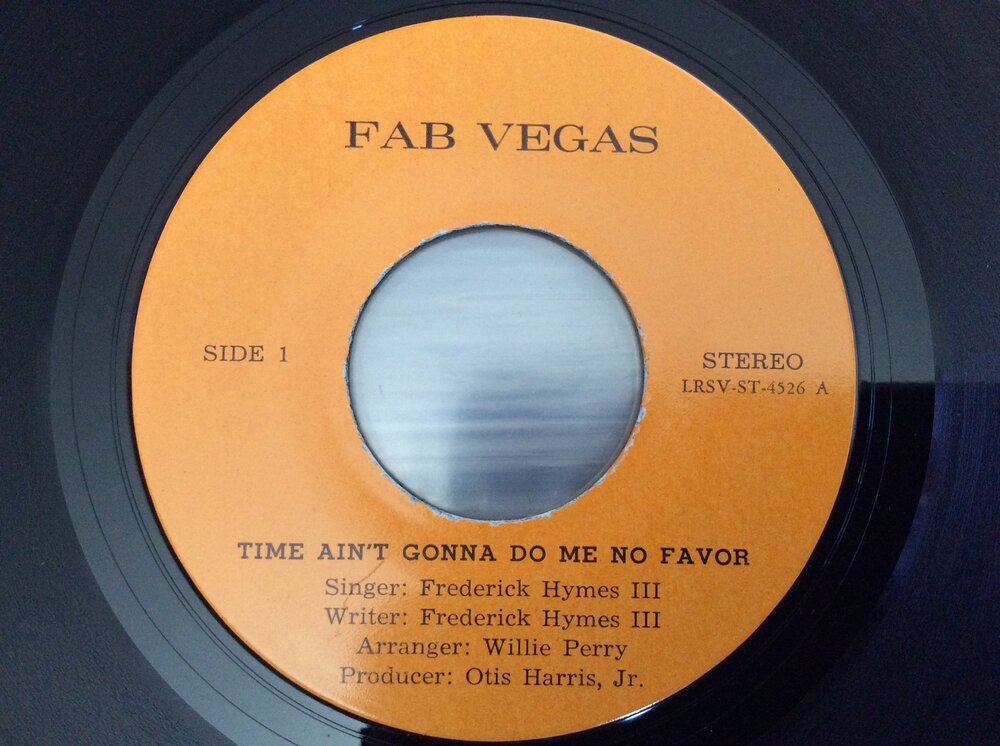 FAB VEGAS
SIDE 1
STEREO
LRSV-ST-4526 A
TIME AIN'T GONNA DO ME NO FAVOR
Singer: Frederick Hymes III
Writer: Frederick Hymes III
Arranger: Willie Perry
Producer: Otis Harris, Jr.